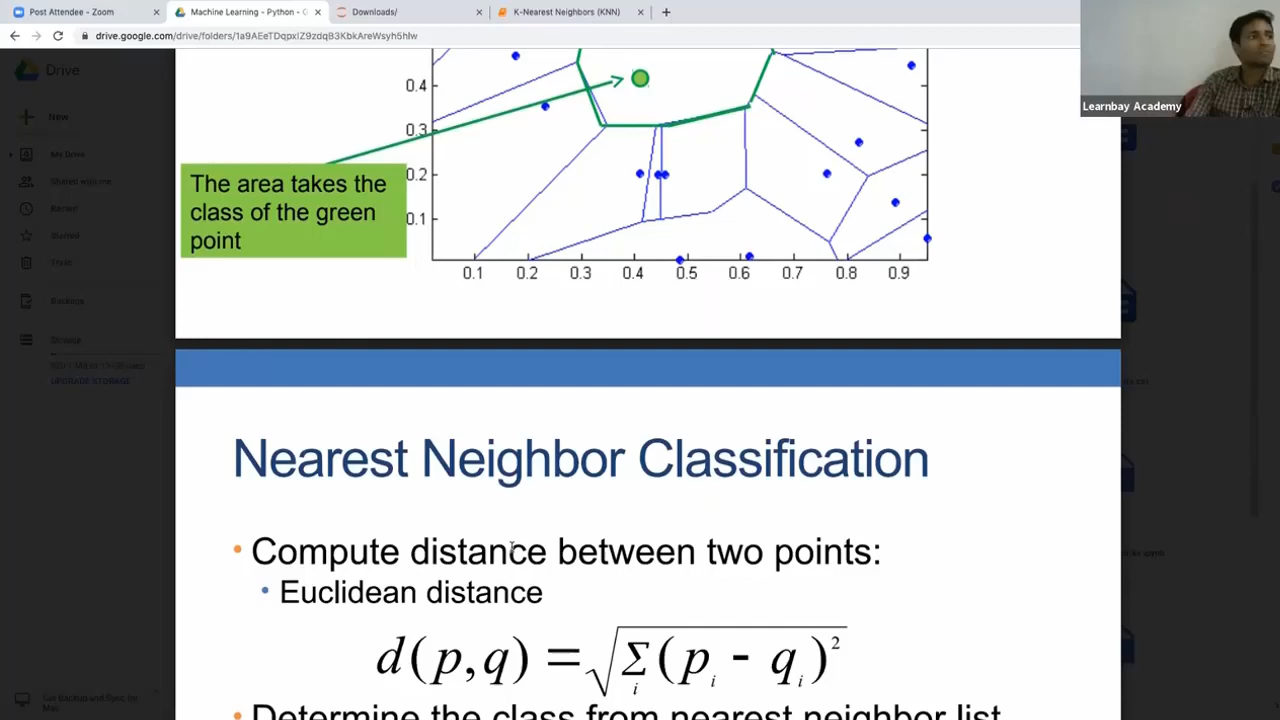 Post Attendee - Zoom
Machine Learning - Python - G
Downloads/
K-Nearest Neighbors (KNN)
drive.google.com/drive/folders/1a9AEeTDqpxIZ9zdqB3KbkAreWsyh5hIw
Drive
New
My Drive
Shared with me
Recent
Starred
Trash
Backups
Storage
UPGRADE STORAGE
Get Backup and Sync for
Mac
Learnbay Academy
0.4
0.3
0.2
0.1
0.1 0.2 0.3 0.4 0.5 0.6 0.7 0.8 0.9
The area takes the
class of the green
point
Nearest Neighbor Classification
• Compute distance between two points:
• Euclidean distance
d(p,q) = √Σi(pi - qi)²
• Determine the class from nearest neighbor list